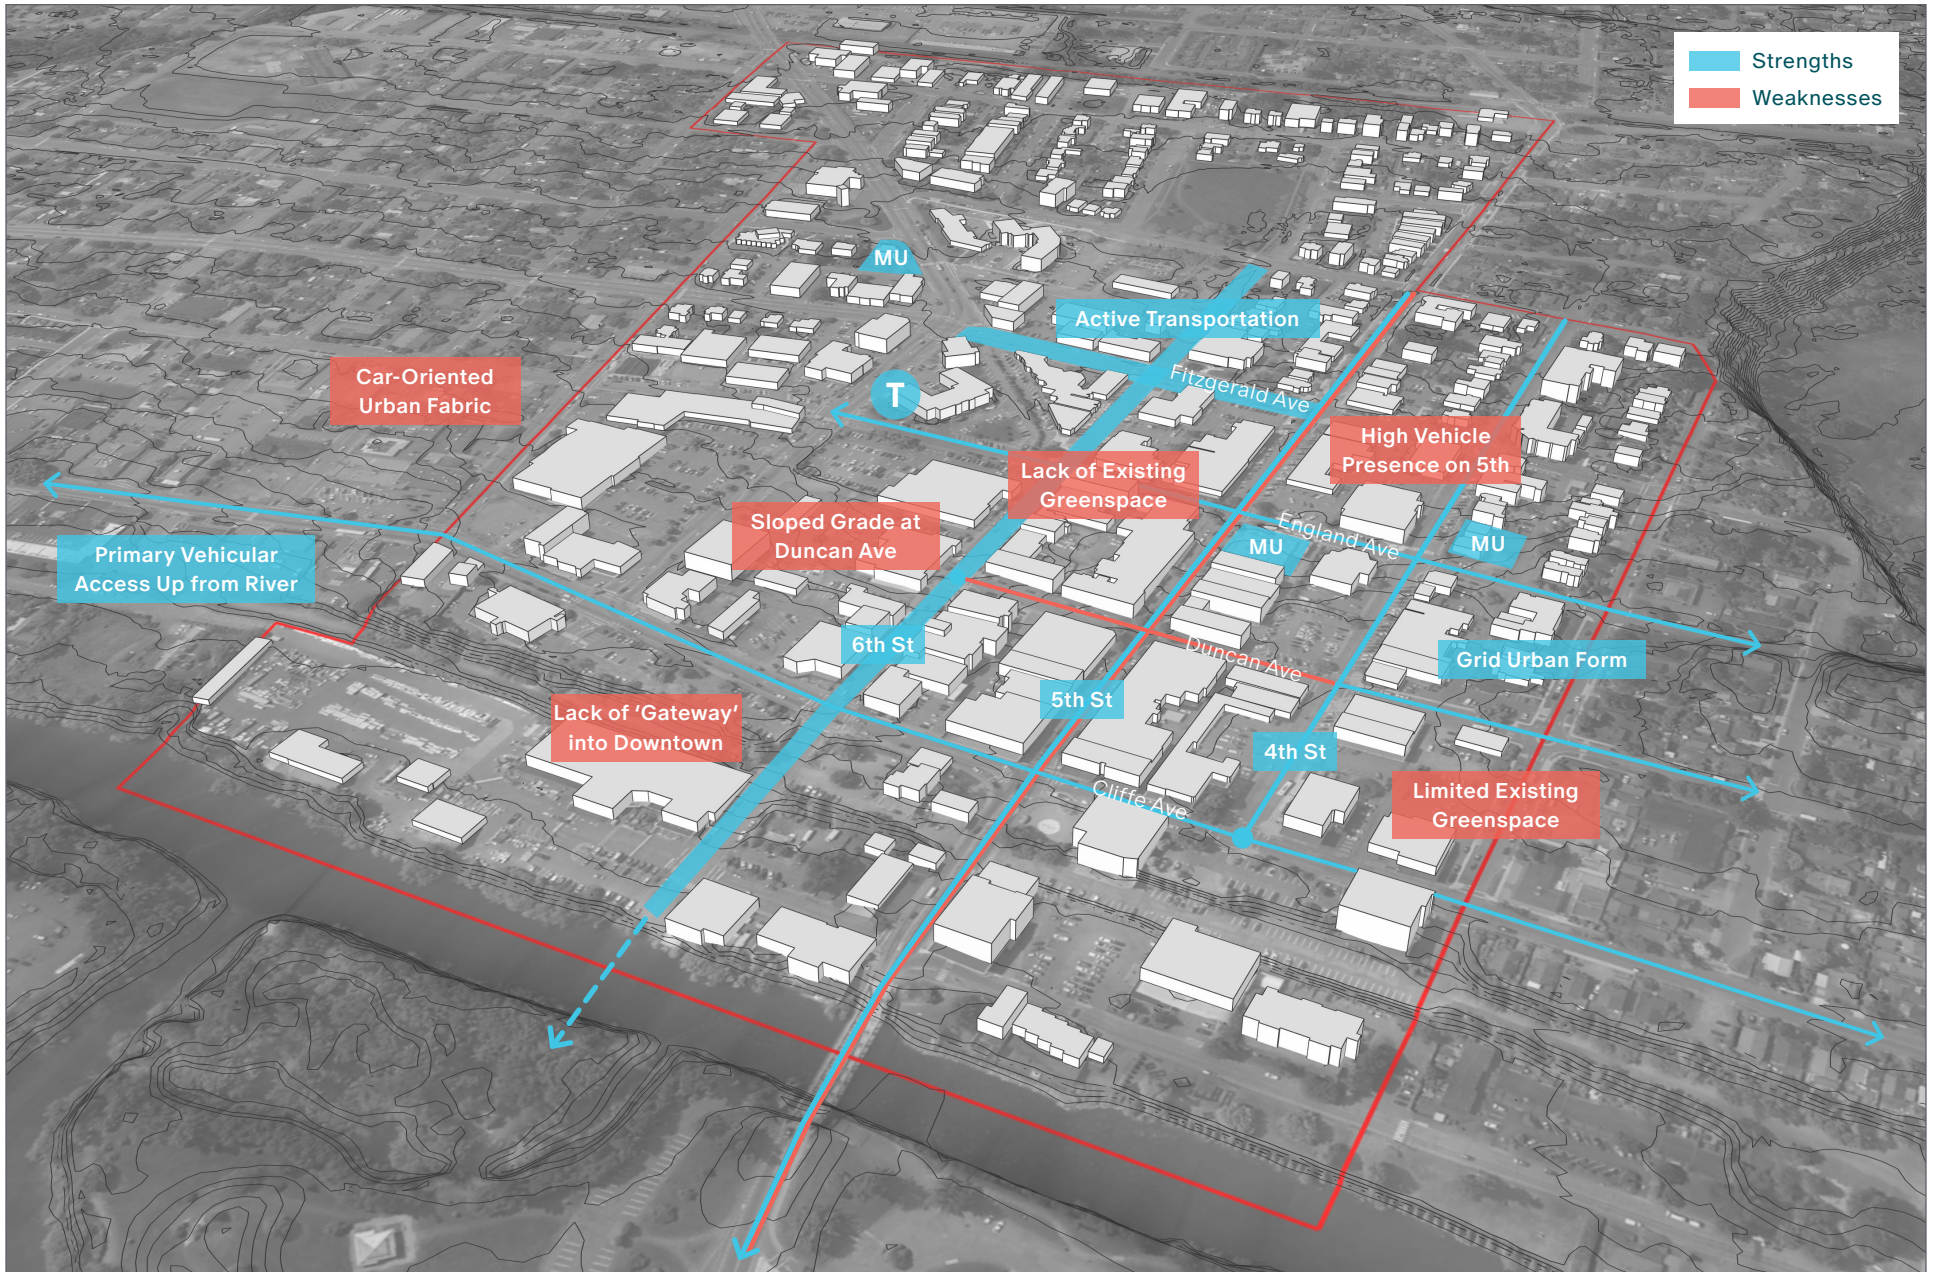 Strengths
Weaknesses
MU
Active Transportation
Car-Oriented
Urban Fabric
T
Fitzgerald Ave
High Vehicle
Presence on 5th
Lack of Existing
Greenspace
Sloped Grade at
Duncan Ave
England Ave
MU
MU
Primary Vehicular
Access Up from River
6th St
Duncan Ave
Grid Urban Form
5th St
Lack of ‘Gateway’
into Downtown
4th St
Cliffe Ave
Limited Existing
Greenspace